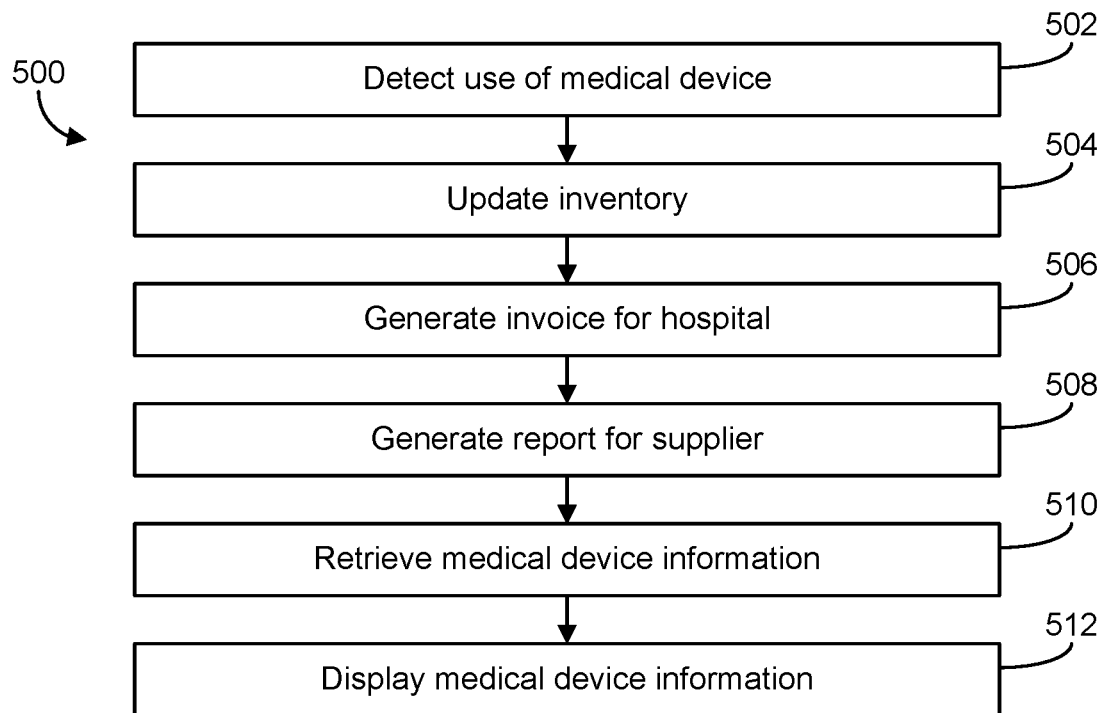 502
500
Detect use of medical device
504
Update inventory
506
Generate invoice for hospital
508
Generate report for supplier
510
Retrieve medical device information
512
Display medical device information